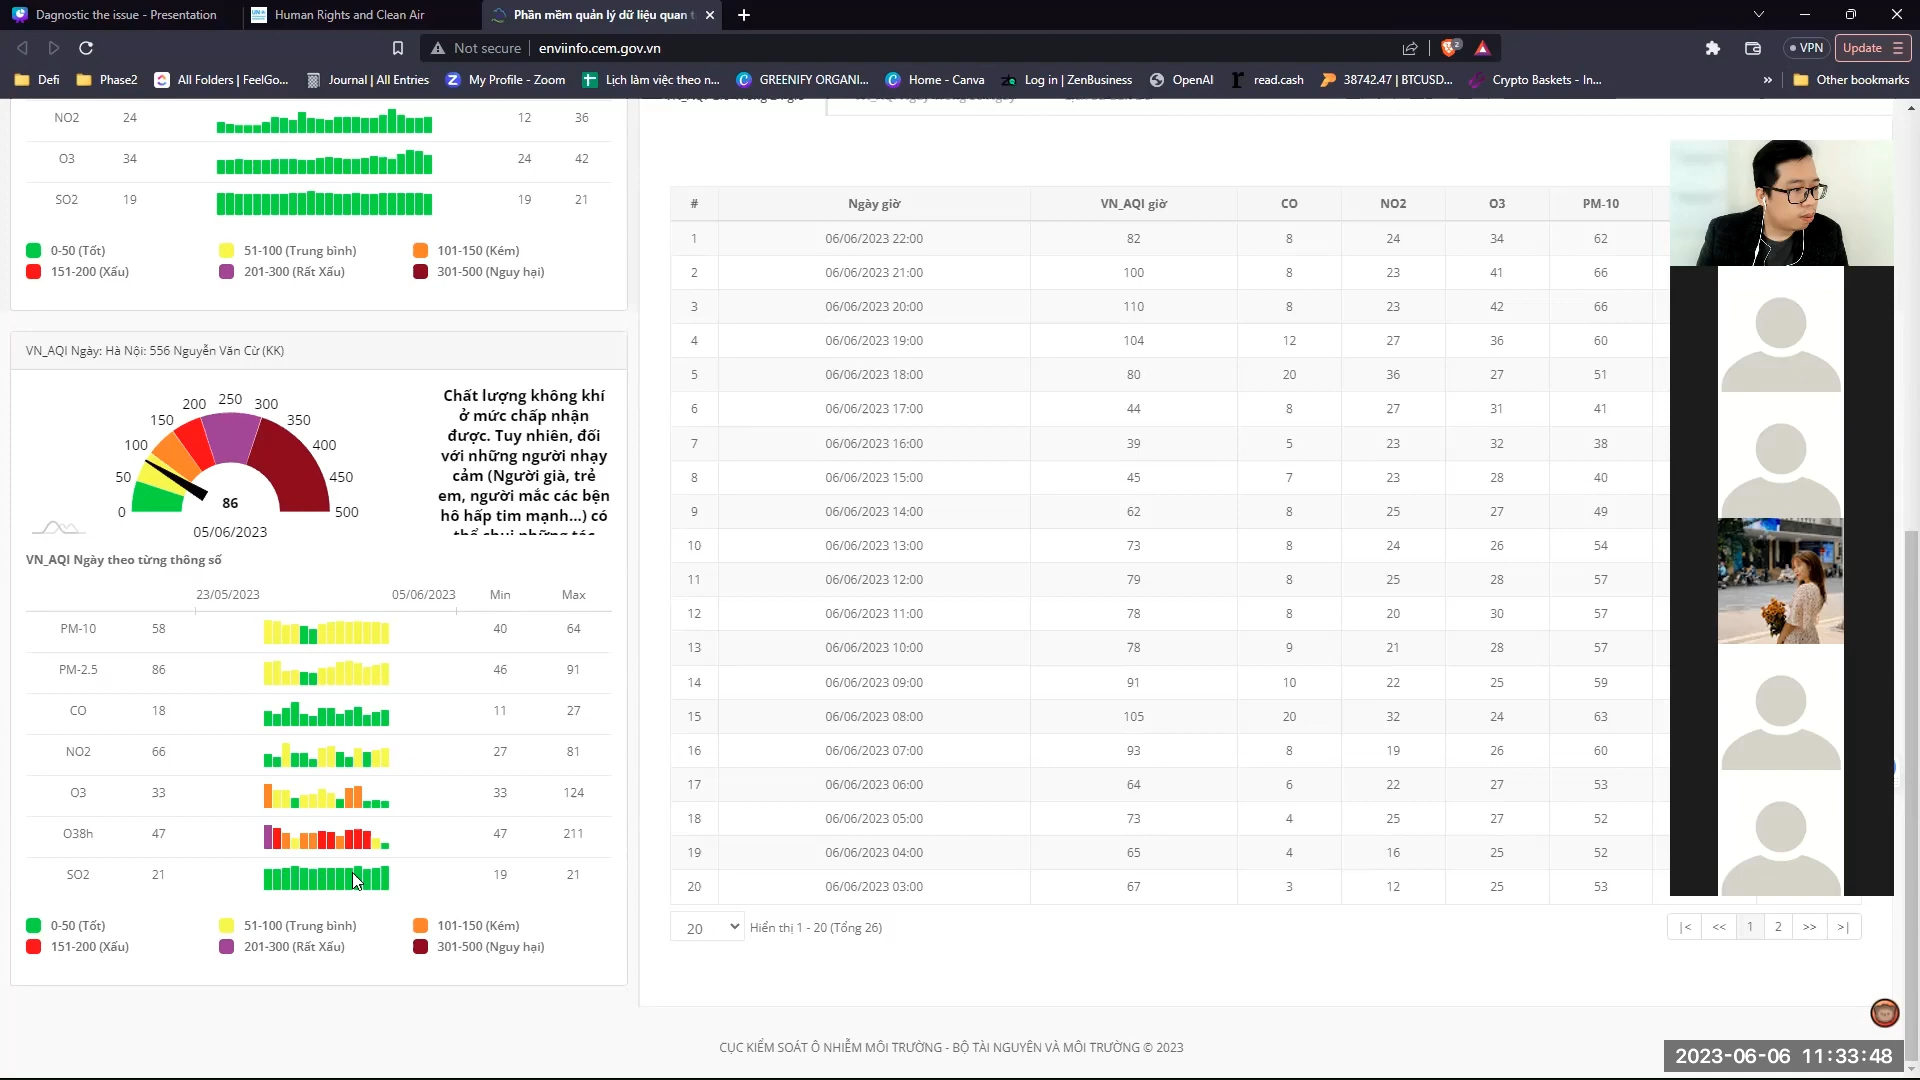 Dagnostic the issue - Presentation
Human Rights and Clean Air
Phần mềm quản lý dữ liệu quan t
Not secure
enviinfo.cem.gov.vn
2
VPN
Update
Defi
Phase2
All Folders | FeelGo...
Journal | All Entries
My Profile - Zoom
Lịch làm việc theo n...
GREENIFY ORGANI...
Home - Canva
Log in | ZenBusiness
OpenAI
read.cash
38742.47 | BTCUSD...
Crypto Baskets - In...
»
Other bookmarks
NO2 24 12 36
O3 34 24 42
SO2 19 19 21
0-50 (Tốt) 51-100 (Trung bình) 101-150 (Kém)
151-200 (Xấu) 201-300 (Rất Xấu) 301-500 (Nguy hại)
VN_AQI Ngày: Hà Nội: 556 Nguyễn Văn Cừ (KK)
0
50
100
150
200
250
300
350
400
450
500
86
05/06/2023
Chất lượng không khí
ở mức chấp nhận
được. Tuy nhiên, đối
với những người nhạy
cảm (Người già, trẻ
em, người mắc các bệnh
hô hấp tim mạnh...) có
VN_AQI Ngày theo từng thông số
23/05/2023 05/06/2023 Min Max
PM-10 58 40 64
PM-2.5 86 46 91
CO 18 11 27
NO2 66 27 81
O3 33 33 124
O38h 47 47 211
SO2 21 19 21
0-50 (Tốt) 51-100 (Trung bình) 101-150 (Kém)
151-200 (Xấu) 201-300 (Rất Xấu) 301-500 (Nguy hại)
# Ngày giờ VN_AQI giờ CO NO2 O3 PM-10
1 06/06/2023 22:00 82 8 24 34 62
2 06/06/2023 21:00 100 8 23 41 66
3 06/06/2023 20:00 110 8 23 42 66
4 06/06/2023 19:00 104 12 27 36 60
5 06/06/2023 18:00 80 20 36 27 51
6 06/06/2023 17:00 44 8 27 31 41
7 06/06/2023 16:00 39 5 23 32 38
8 06/06/2023 15:00 45 7 23 28 40
9 06/06/2023 14:00 62 8 25 27 49
10 06/06/2023 13:00 73 8 24 26 54
11 06/06/2023 12:00 79 8 25 28 57
12 06/06/2023 11:00 78 8 20 30 57
13 06/06/2023 10:00 78 9 21 28 57
14 06/06/2023 09:00 91 10 22 25 59
15 06/06/2023 08:00 105 20 32 24 63
16 06/06/2023 07:00 93 8 19 26 60
17 06/06/2023 06:00 64 6 22 27 53
18 06/06/2023 05:00 73 4 25 27 52
19 06/06/2023 04:00 65 4 16 25 52
20 06/06/2023 03:00 67 3 12 25 53
20 Hiển thị 1 - 20 (Tổng 26)
|< << 1 2 >> >|
CỤC KIỂM SOÁT Ô NHIỄM MÔI TRƯỜNG - BỘ TÀI NGUYÊN VÀ MÔI TRƯỜNG © 2023
2023-06-06 11:33:48